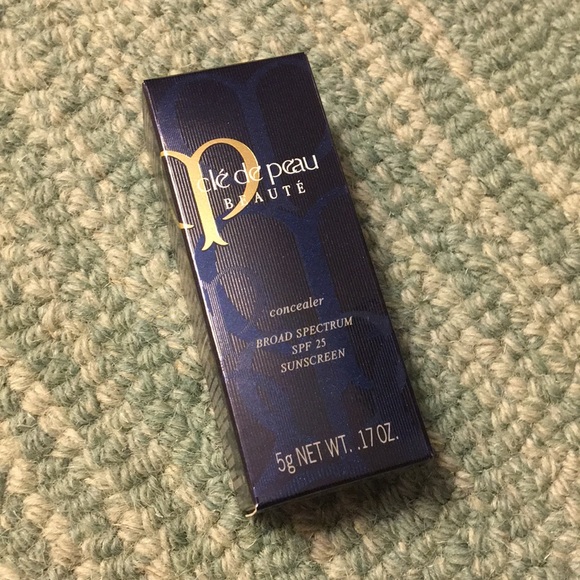 clé de peau
BEAUTÉ
concealer
BROAD SPECTRUM
SPF 25
SUNSCREEN
5g NET WT. .17 OZ.